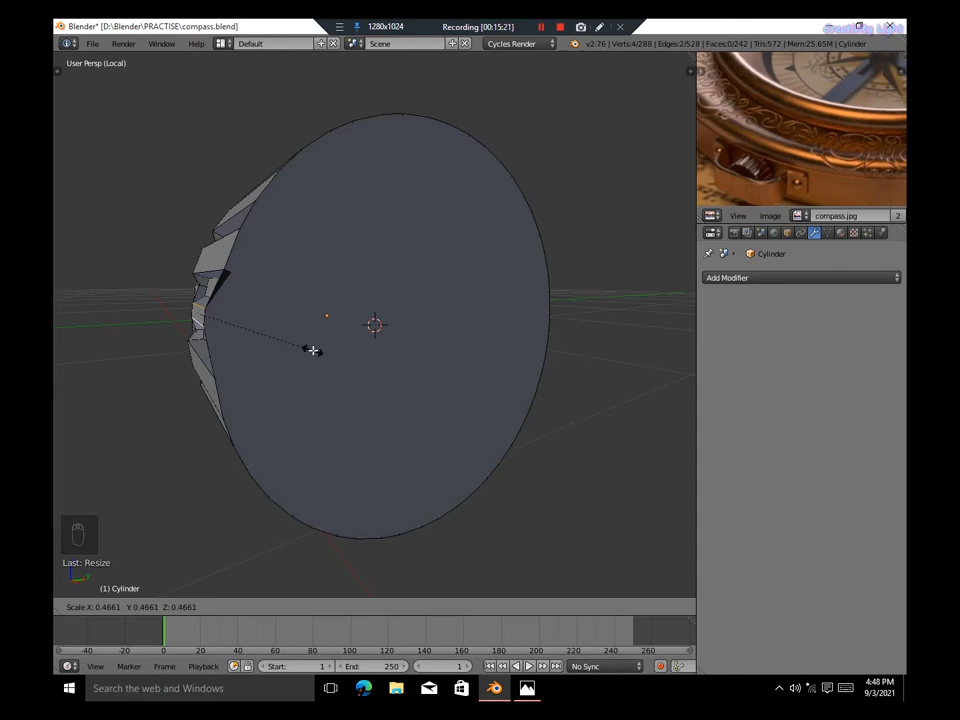 Blender* [D:\Blender\PRACTISE\compass.blend]
1280x1024
Recording [00:15:21]
Creativity Light
File
Render
Window
Help
Default
Scene
Cycles Render
v2.76 | Verts:4/288 | Edges:2/528 | Faces:0/242 | Tris:572 | Mem:25.65M | Cylinder
User Persp (Local)
View
Image
compass.jpg
2
Cylinder
Add Modifier
Last: Resize
(1) Cylinder
Scale X: 0.4661 Y: 0.4661 Z: 0.4661
-40
-20
0
20
40
60
80
100
120
140
160
180
200
220
240
260
View
Marker
Frame
Playback
Start:
1
End:
250
1
No Sync
Search the web and Windows
4:48 PM
9/3/2021